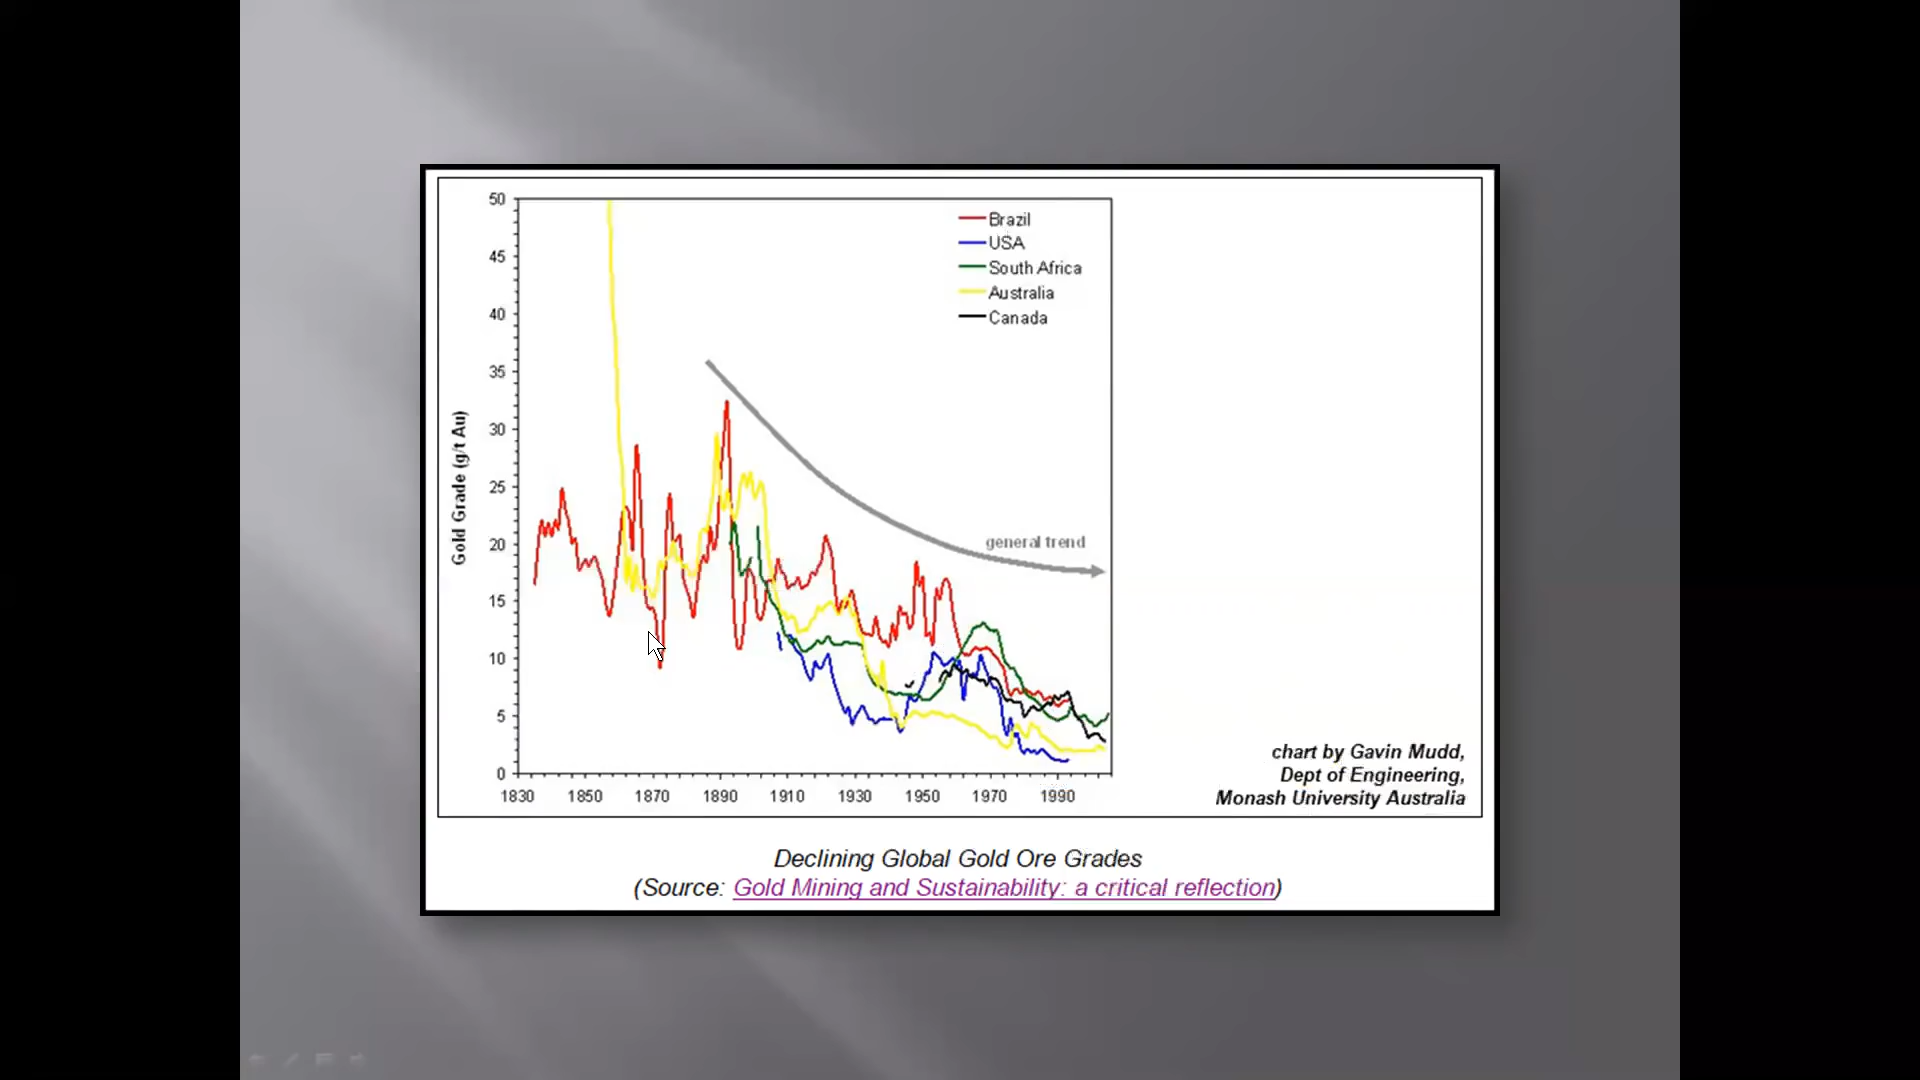 50
45
40
35
30
25
20
15
10
5
0
Gold Grade (g/t Au)
Brazil
USA
South Africa
Australia
Canada
general trend
1830 1850 1870 1890 1910 1930 1950 1970 1990
chart by Gavin Mudd,
Dept of Engineering,
Monash University Australia
Declining Global Gold Ore Grades
(Source: Gold Mining and Sustainability: a critical reflection)